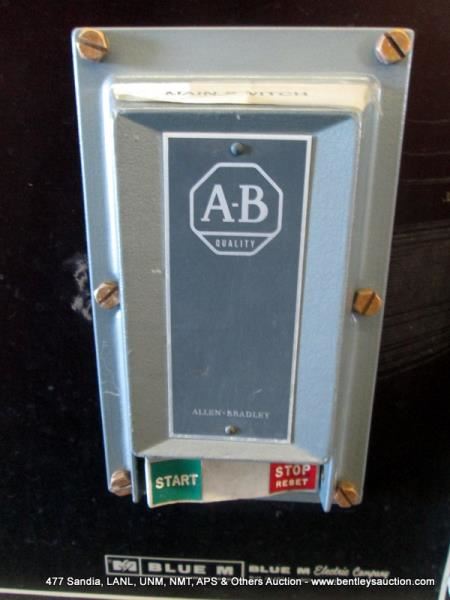 MAIN S VITCH
A-B
QUALITY
ALLEN-BRADLEY
START
STOP
RESET
BLUE M BLUE M Electric Company
477 Sandia, LANL, UNM, NMT, APS & Others Auction - www.bentleysauction.com